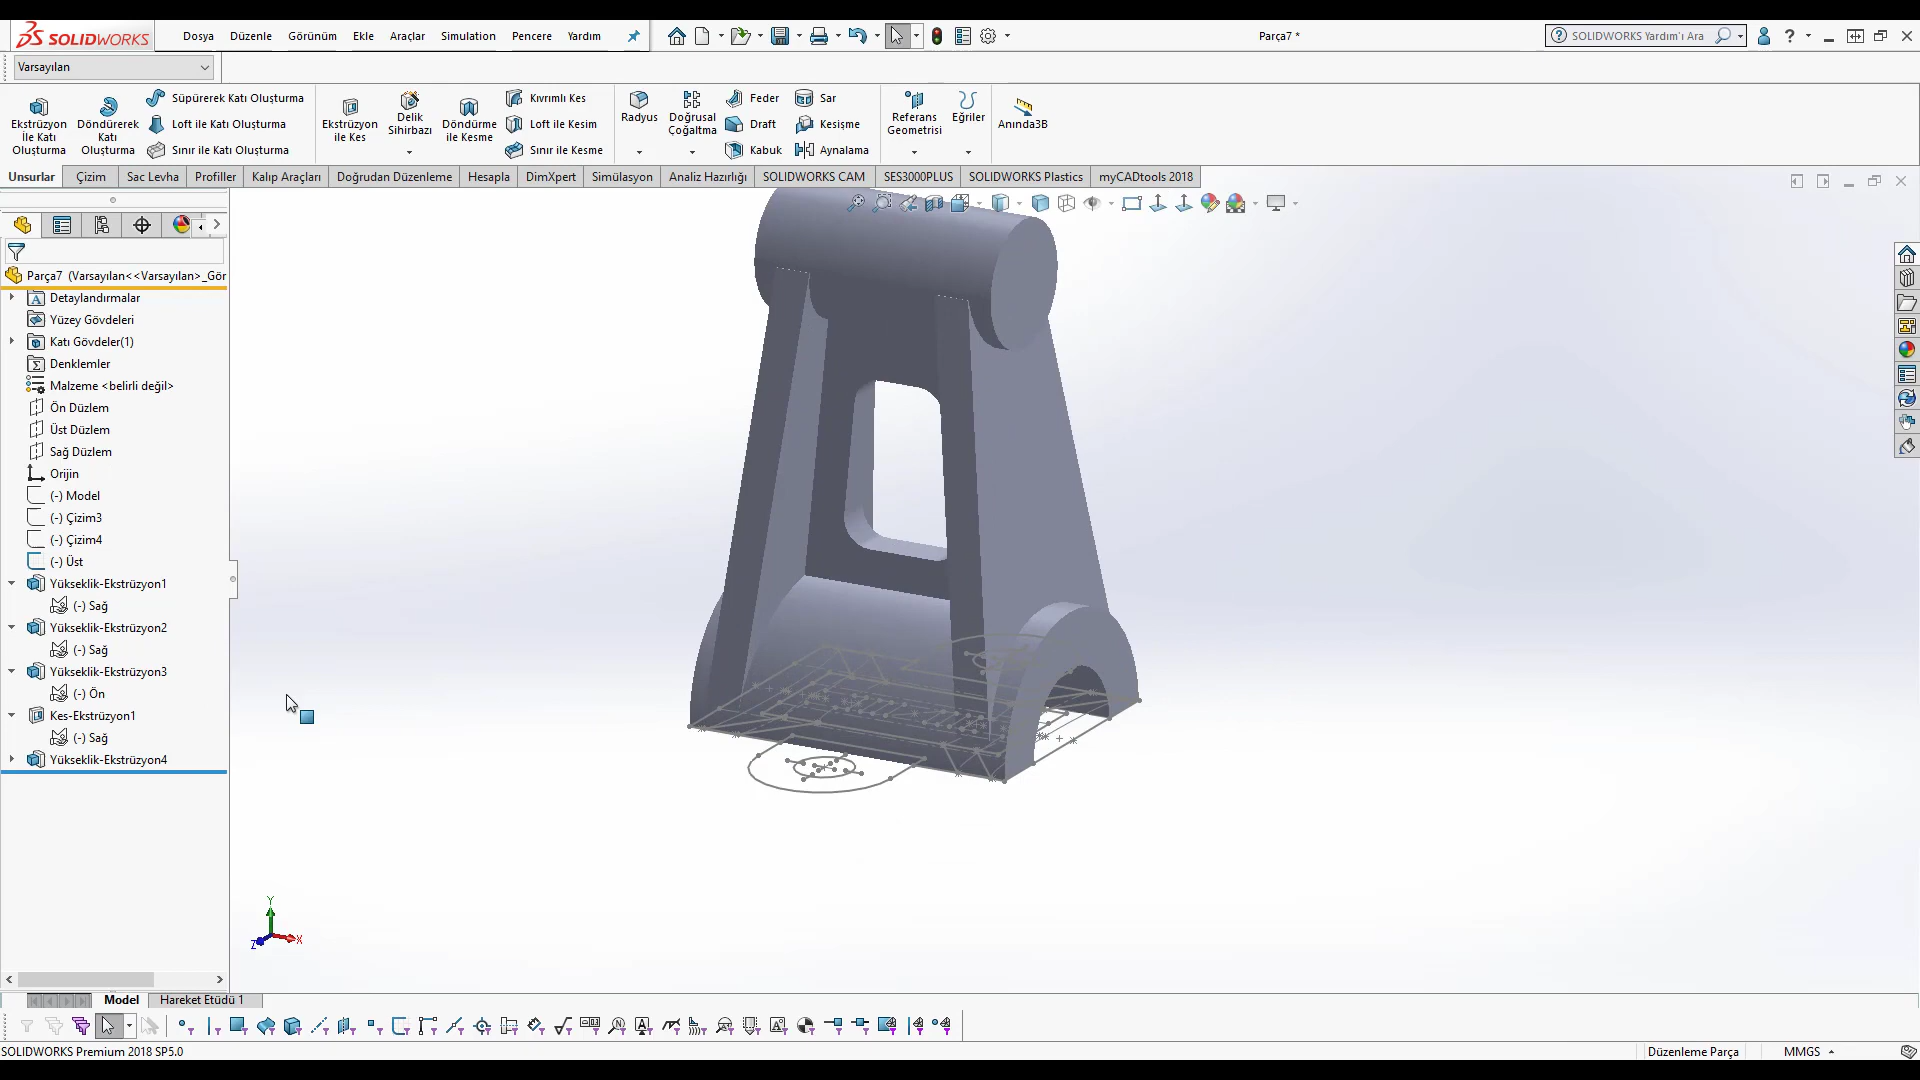 SOLIDWORKS
Dosya Düzenle Görünüm Ekle Araçlar Simulation Pencere Yardım
Parça7 *
SOLIDWORKS Yardım'ı Ara
Varsayılan
Ekstrüzyon İle Katı Oluşturma
Döndürerek Katı Oluşturma
Süpürerek Katı Oluşturma
Loft ile Katı Oluşturma
Sınır ile Katı Oluşturma
Ekstrüzyon ile Kes
Delik Sihirbazı
Döndürme ile Kesme
Kıvrımlı Kes
Loft ile Kesim
Sınır ile Kesme
Radyus
Doğrusal Çoğaltma
Feder
Draft
Kabuk
Sar
Kesişme
Aynalama
Referans Geometrisi
Eğriler
Anında3B
Unsurlar Çizim Sac Levha Profiller Kalıp Araçları Doğrudan Düzenleme Hesapla DimXpert Simülasyon Analiz Hazırlığı SOLIDWORKS CAM SES3000PLUS SOLIDWORKS Plastics myCADtools 2018
Parça7 (Varsayılan<<Varsayılan>_Gör
Detaylandırmalar
Yüzey Gövdeleri
Katı Gövdeler(1)
Denklemler
Malzeme <belirli değil>
Ön Düzlem
Üst Düzlem
Sağ Düzlem
Orijin
(-) Model
(-) Çizim3
(-) Çizim4
(-) Üst
Yükseklik-Ekstrüzyon1
(-) Sağ
Yükseklik-Ekstrüzyon2
(-) Sağ
Yükseklik-Ekstrüzyon3
(-) Ön
Kes-Ekstrüzyon1
(-) Sağ
Yükseklik-Ekstrüzyon4
Y
Z X
Model Hareket Etüdü 1
SOLIDWORKS Premium 2018 SP5.0
Düzenleme Parça MMGS